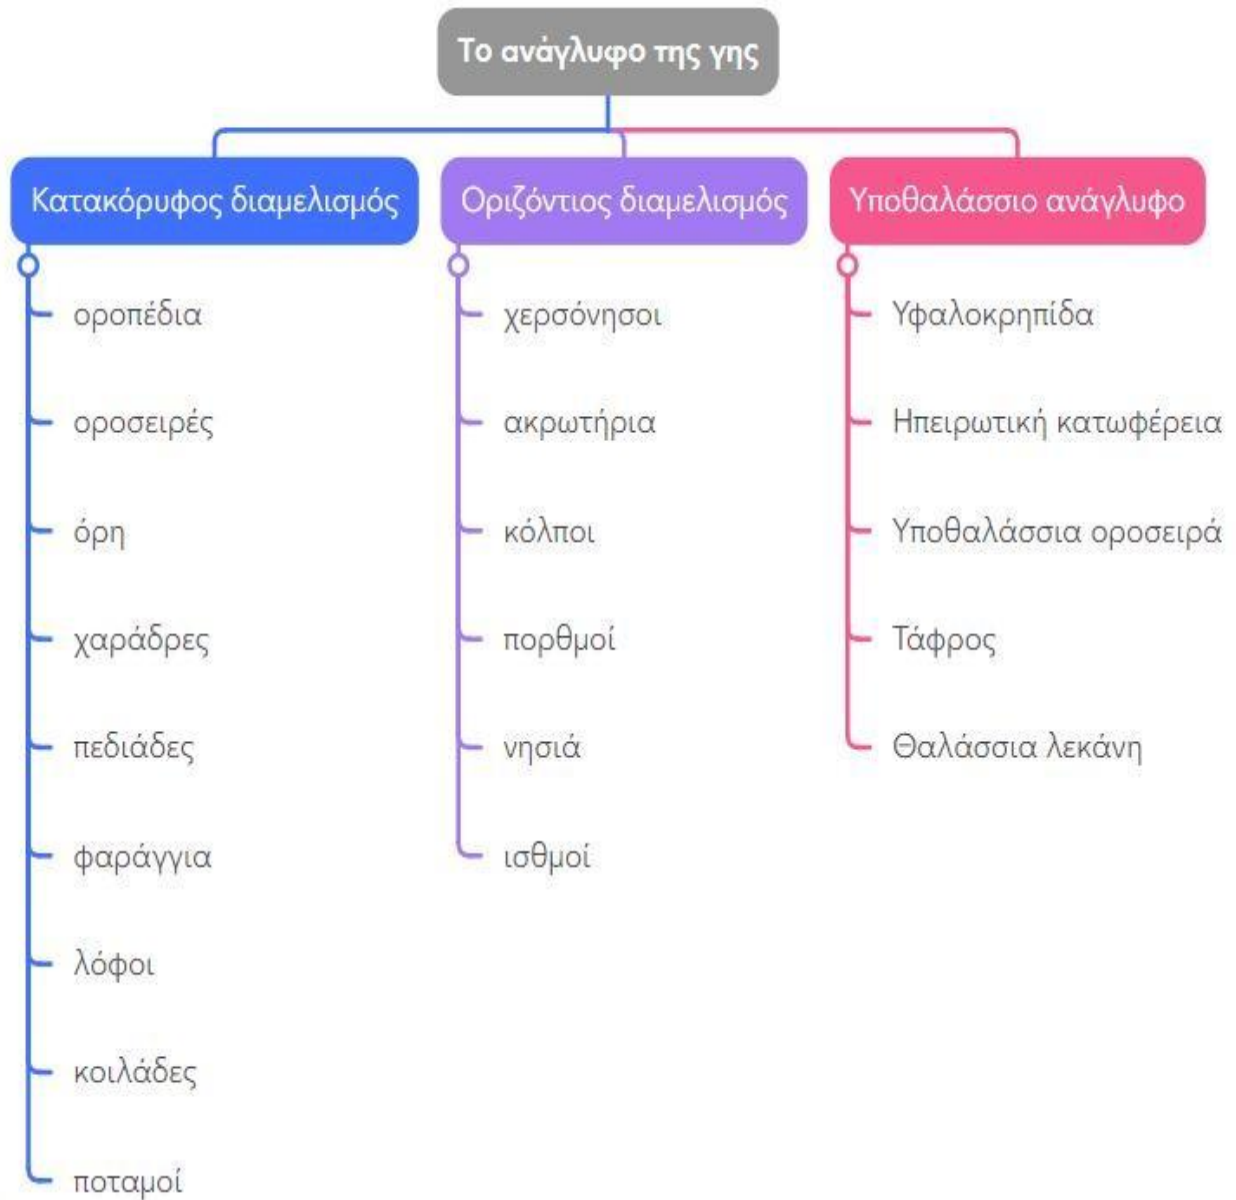 Το ανάγλυφο της γης
Κατακόρυφος διαμελισμός
οροπέδια
οροσειρές
όρη
χαράδρες
πεδιάδες
φαράγγια
λόφοι
κοιλάδες
ποταμοί
Οριζόντιος διαμελισμός
χερσόνησοι
ακρωτήρια
κόλποι
πορθμοί
νησιά
ισθμοί
Υποθαλάσσιο ανάγλυφο
Υφαλοκρηπίδα
Ηπειρωτική κατωφέρεια
Υποθαλάσσια οροσειρά
Τάφρος
Θαλάσσια λεκάνη